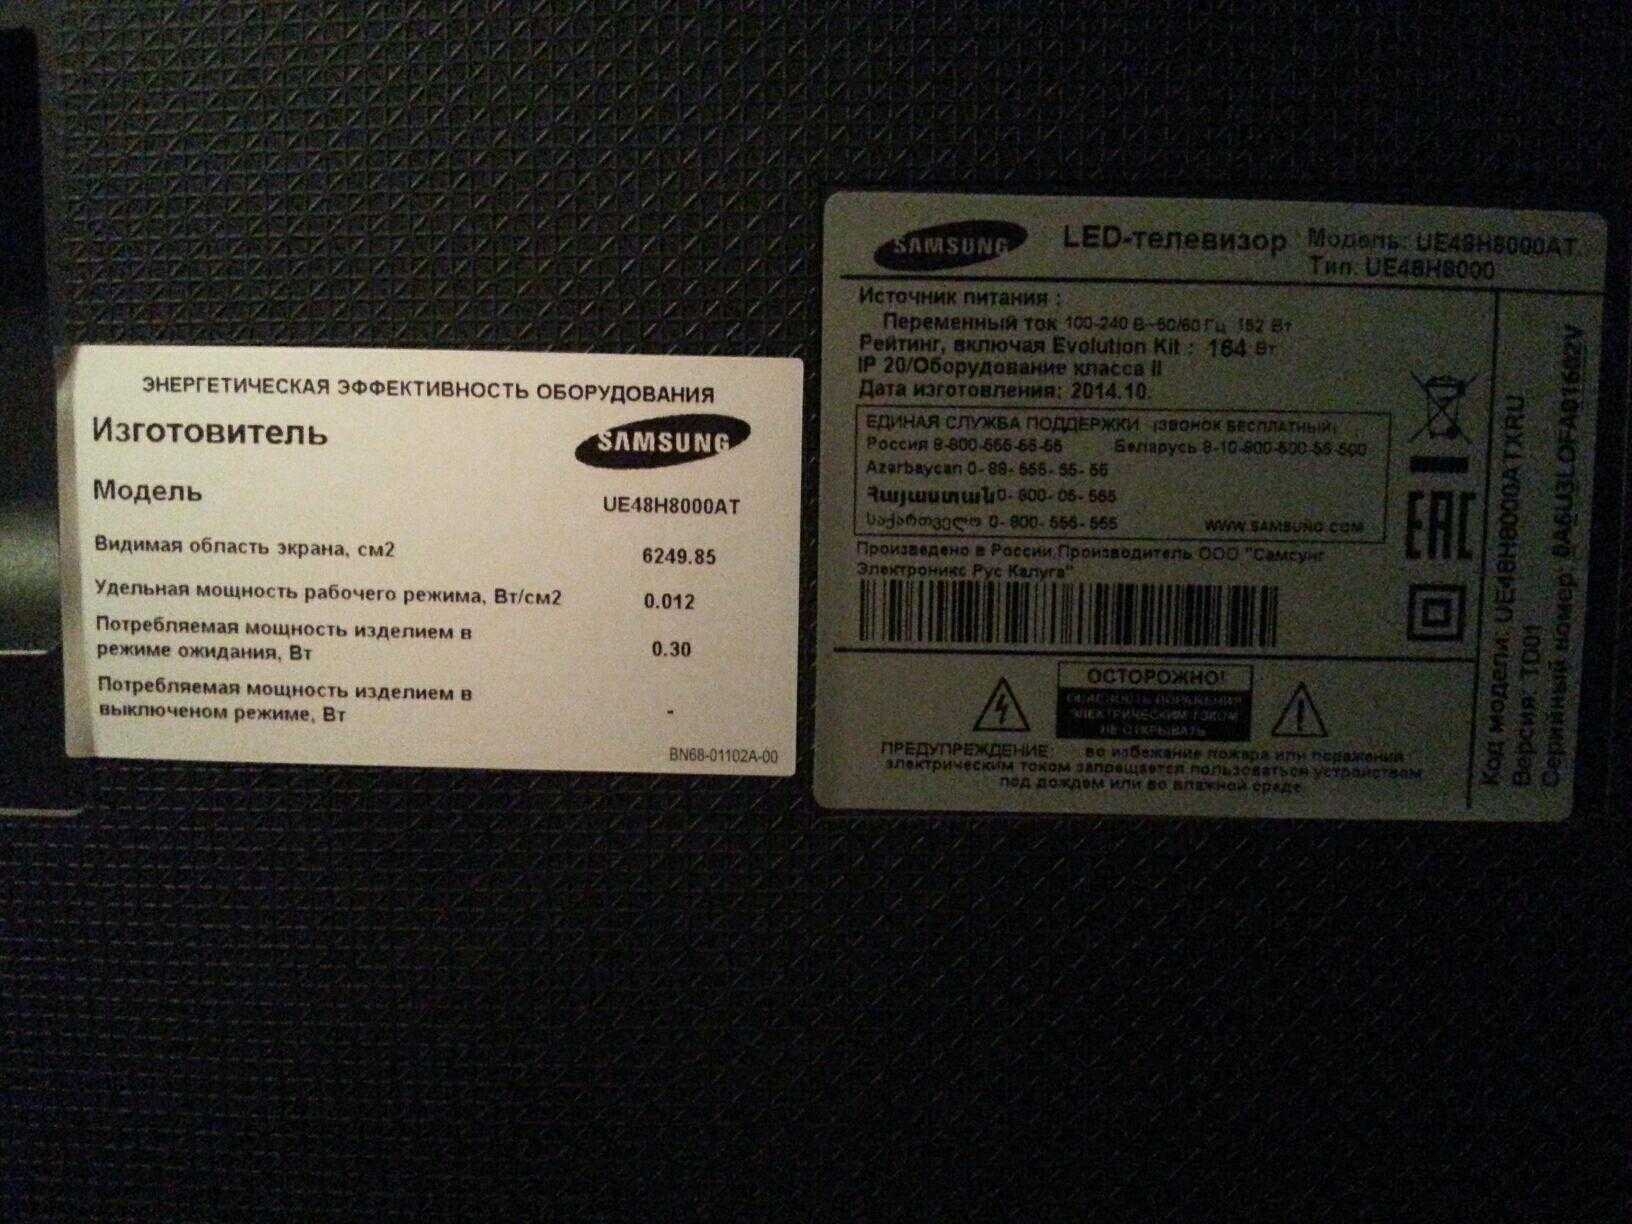 ЭНЕРГЕТИЧЕСКАЯ ЭФФЕКТИВНОСТЬ ОБОРУДОВАНИЯ
Изготовитель SAMSUNG
Модель UE48H8000AT
Видимая область экрана, см2 6249.85
Удельная мощность рабочего режима, Вт/см2 0.012
Потребляемая мощность изделием в
режиме ожидания, Вт 0.30
Потребляемая мощность изделием в
выключеном режиме, Вт -
BN68-01102A-00
SAMSUNG LED-телевизор Модель: UE48H8000AT
Тип: UE48H8000
Источник питания :
Переменный ток 100-240 В~50/60 Гц 152 Вт
Рейтинг, включая Evolution Kit : 164 Вт
IP 20/Оборудование класса II
Дата изготовления: 2014.10.
ЕДИНАЯ СЛУЖБА ПОДДЕРЖКИ (ЗВОНОК БЕСПЛАТНЫЙ)
Россия 8-800-555-55-55 Беларусь 8-10-800-500-55-500
Azerbaycan 0-88-555-55-55
Հայաստան 0-800-05-555
საქართველო 0-800-555-555 WWW.SAMSUNG.COM
Произведено в России,Производитель ООО "Самсунг
Электроникс Рус Калуга"
EAC
ОСТОРОЖНО!
ОПАСНОСТЬ ПОРАЖЕНИЯ
ЭЛЕКТРИЧЕСКИМ ТОКОМ
НЕ ОТКРЫВАТЬ
ПРЕДУПРЕЖДЕНИЕ: во избежание пожара или поражения
электрическим током запрещается пользоваться устройством
под дождем или во влажной среде
Код модели: UE48H8000ATXRU
Версия: TD01
Серийный номер: